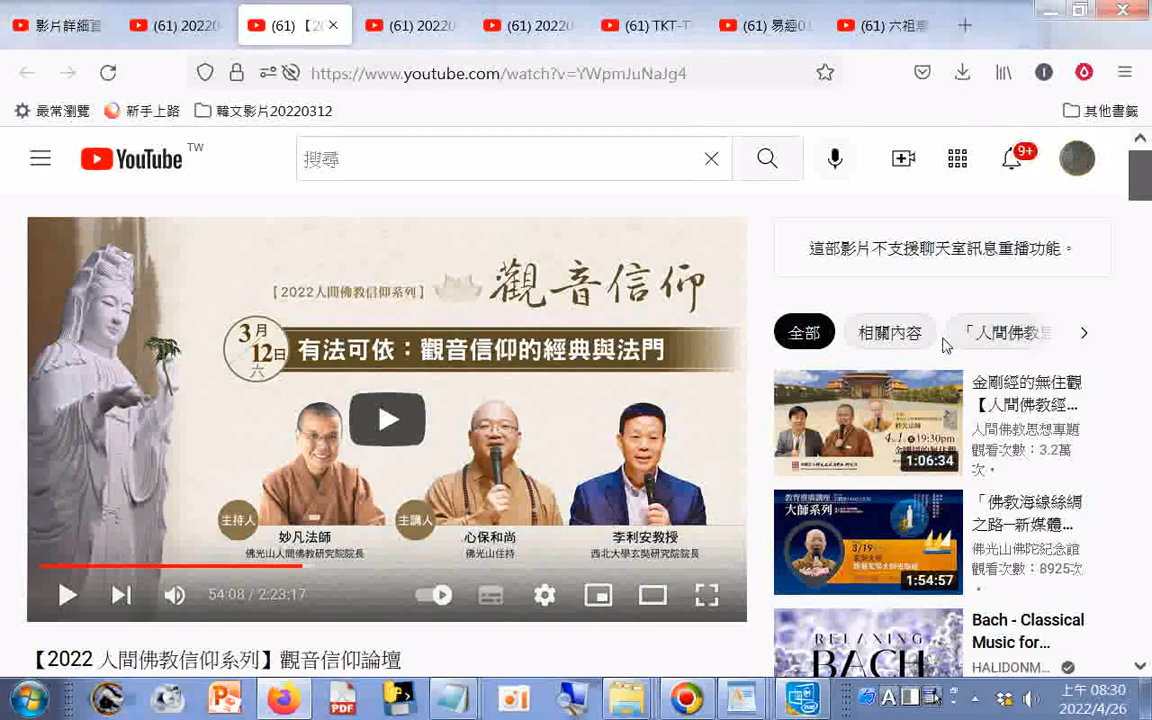 影片詳細
(61) 20220
(61) 【20
(61) 20220
(61) 20220
(61) TKT-T
(61) 易經0
(61) 六祖
https://www.youtube.com/watch?v=YWpmJuNaJg4
最常瀏覽
新手上路
韓文影片20220312
其他書籤
YouTube TW
搜尋
9+
【2022人間佛教信仰系列】
觀音信仰
3月
12日
六
有法可依：觀音信仰的經典與法門
主持人
妙凡法師
佛光山人間佛教研究院院長
主講人
心保和尚
佛光山住持
李利安教授
西北大學玄奘研究院院長
54:08 / 2:23:17
【2022 人間佛教信仰系列】觀音信仰論壇
這部影片不支援聊天室訊息重播功能。
全部
相關內容
「人間佛教
金剛經的無住觀
【人間佛教經...
人間佛教思想專題
觀看次數：3.2萬
次・
1:06:34
「佛教海線絲綢
之路─新媒體...
佛光山佛陀紀念館
觀看次數：8925次
・
大師系列
3/19
1:54:57
Bach - Classical
Music for...
HALIDONM...
RELAXING
BACH
PDF
上午 08:30
2022/4/26